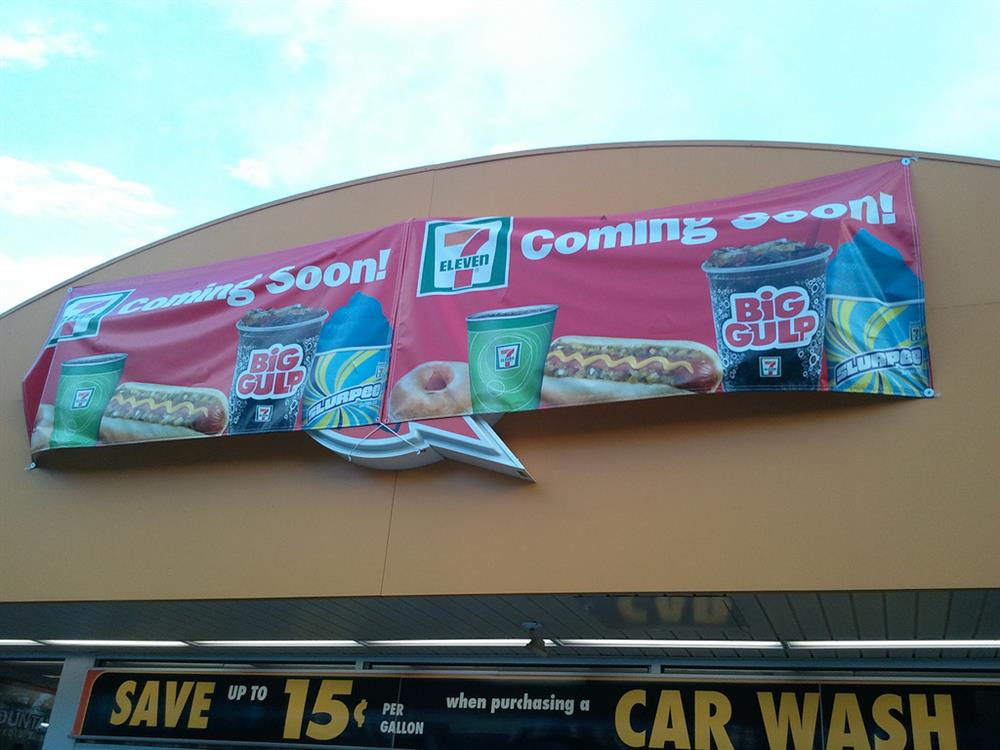 7
ELEVEN
Coming Soon!
BiG
GULP
SLURPEE
7
ELEVEN
Coming Soon!
BiG
GULP
SLURPEE
SAVE UP TO 15¢ PER GALLON when purchasing a CAR WASH